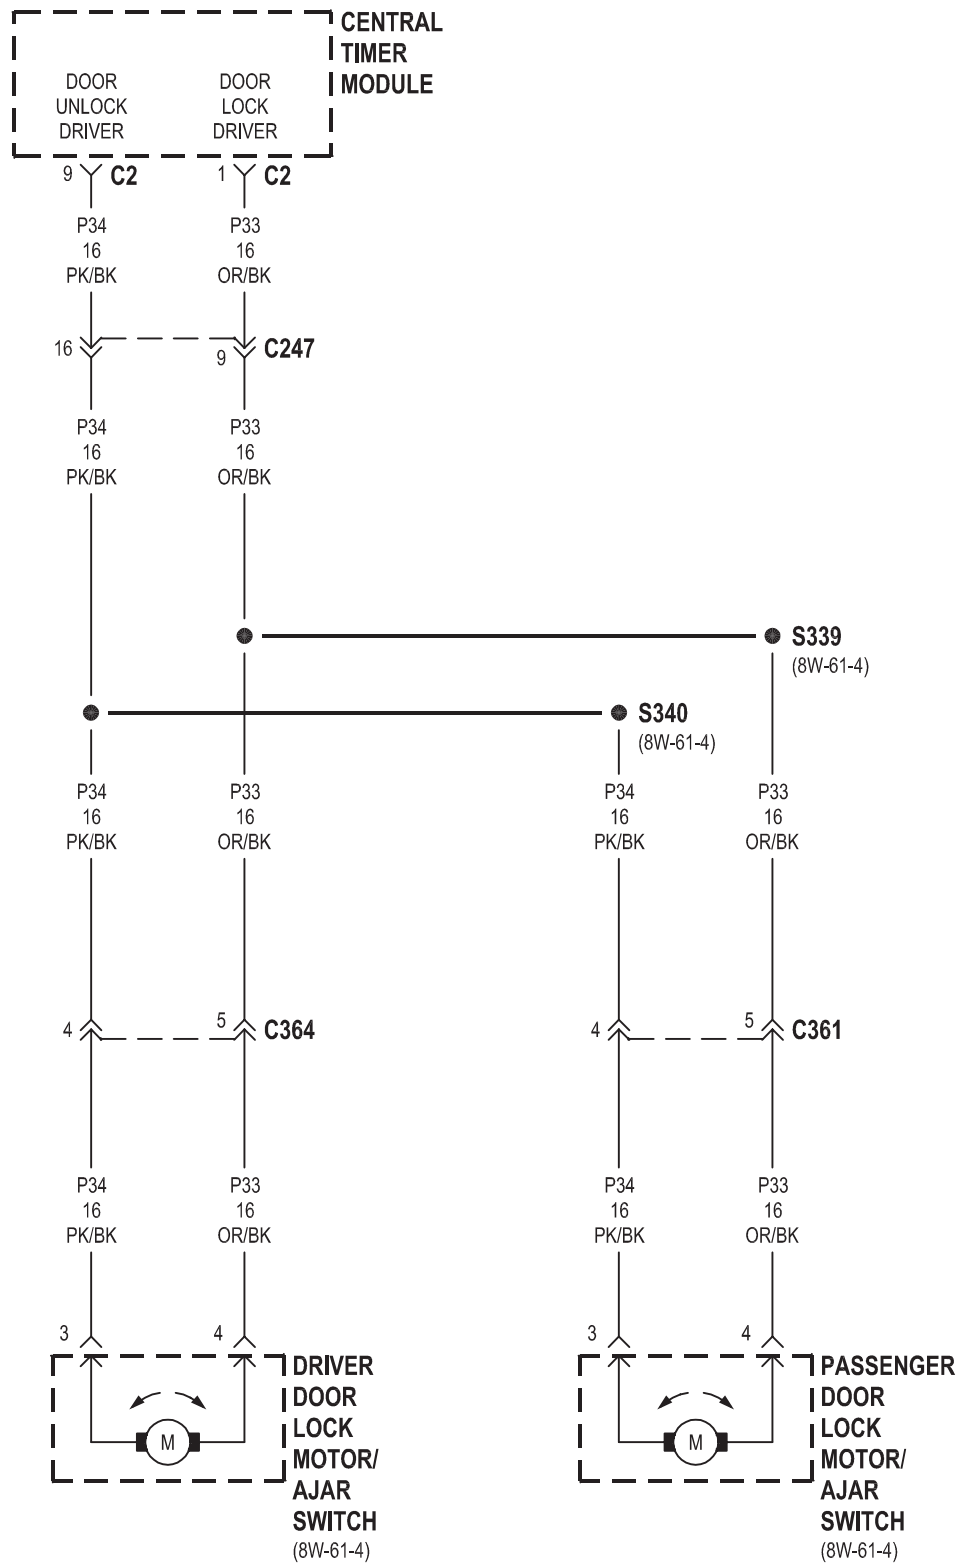 CENTRAL
TIMER
MODULE
DOOR
UNLOCK
DRIVER
DOOR
LOCK
DRIVER
9 C2
1 C2
P34
16
PK/BK
P33
16
OR/BK
16
9
C247
P34
16
PK/BK
P33
16
OR/BK
S339
(8W-61-4)
S340
(8W-61-4)
P34
16
PK/BK
P33
16
OR/BK
P34
16
PK/BK
P33
16
OR/BK
4
5
C364
4
5
C361
P34
16
PK/BK
P33
16
OR/BK
P34
16
PK/BK
P33
16
OR/BK
3
4
3
4
M
DRIVER
DOOR
LOCK
MOTOR/
AJAR
SWITCH
(8W-61-4)
M
PASSENGER
DOOR
LOCK
MOTOR/
AJAR
SWITCH
(8W-61-4)